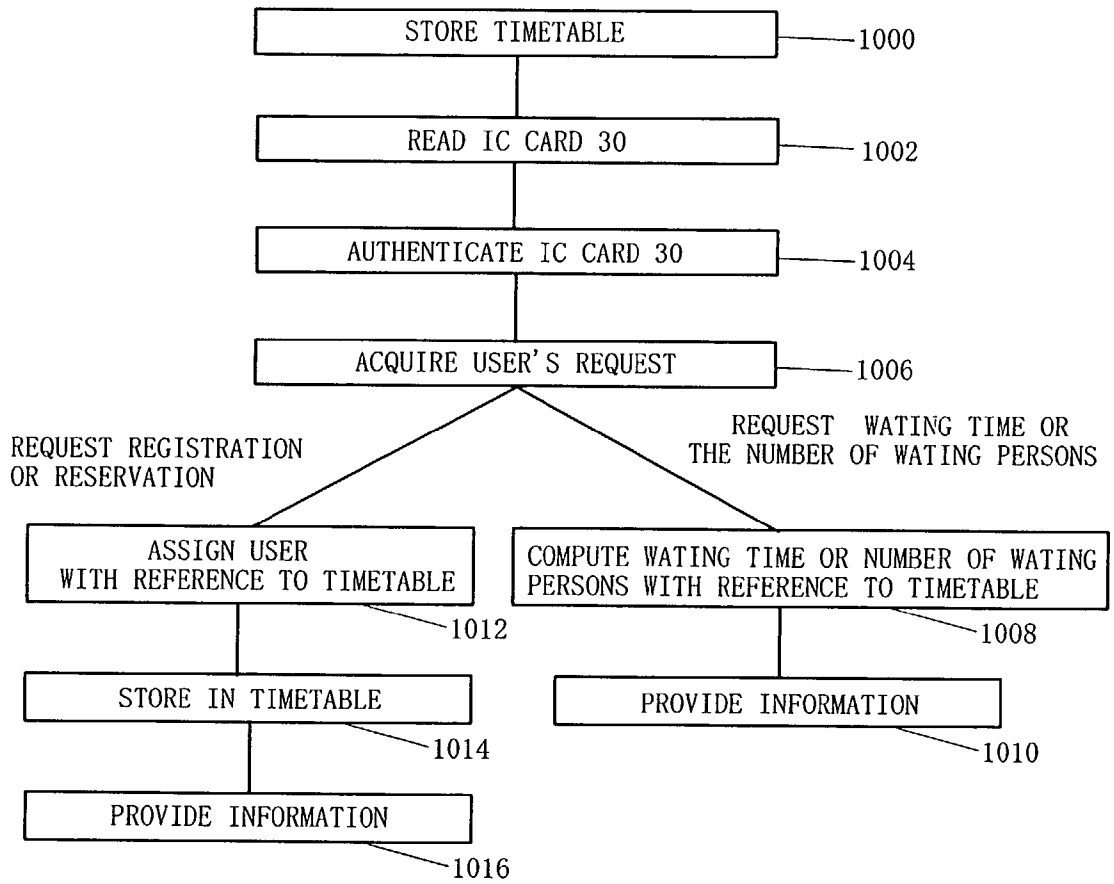 STORE TIMETABLE
1000
READ IC CARD 30
1002
AUTHENTICATE IC CARD 30
1004
ACQUIRE USER'S REQUEST
1006
REQUEST REGISTRATION
OR RESERVATION
REQUEST WATING TIME OR
THE NUMBER OF WATING PERSONS
ASSIGN USER
WITH REFERENCE TO TIMETABLE
1012
COMPUTE WATING TIME OR NUMBER OF WATING
PERSONS WITH REFERENCE TO TIMETABLE
1008
STORE IN TIMETABLE
1014
PROVIDE INFORMATION
1010
PROVIDE INFORMATION
1016